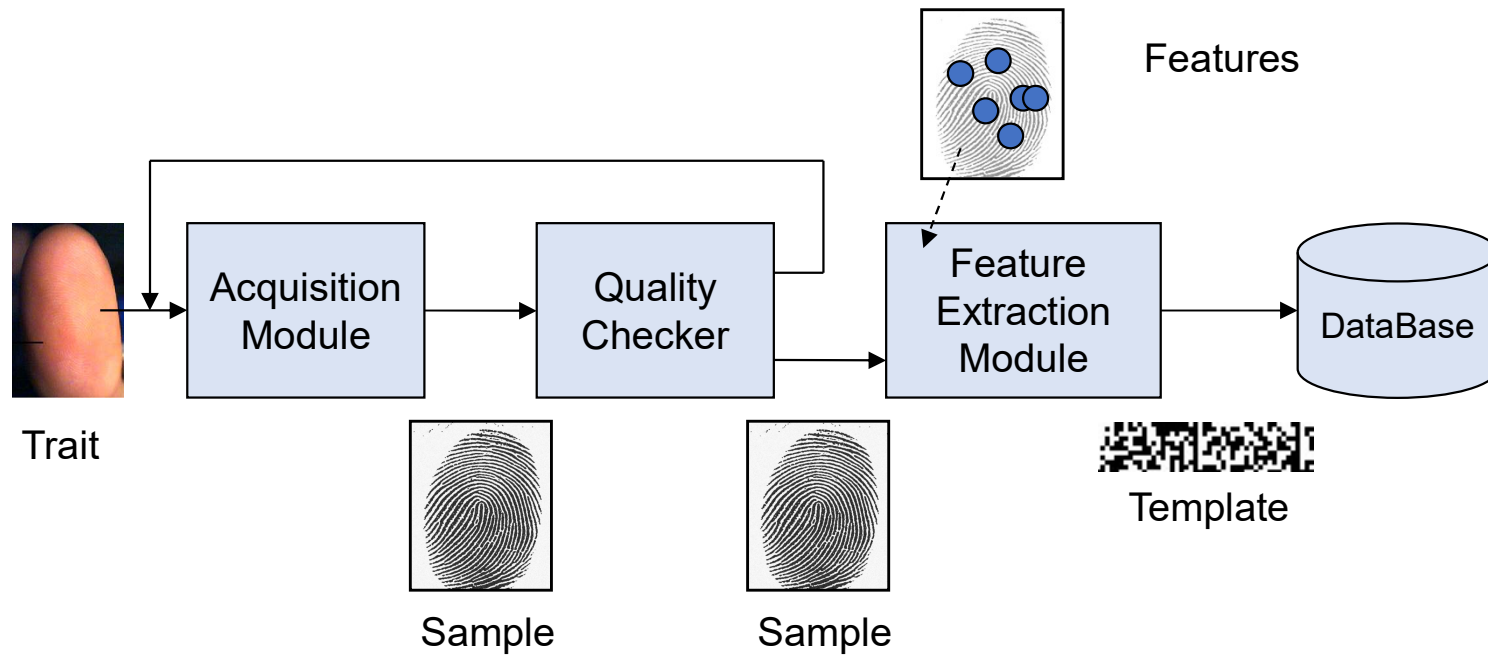 Features
Acquisition
Module
Quality
Checker
Feature
Extraction
Module
DataBase
Trait
Template
Sample
Sample